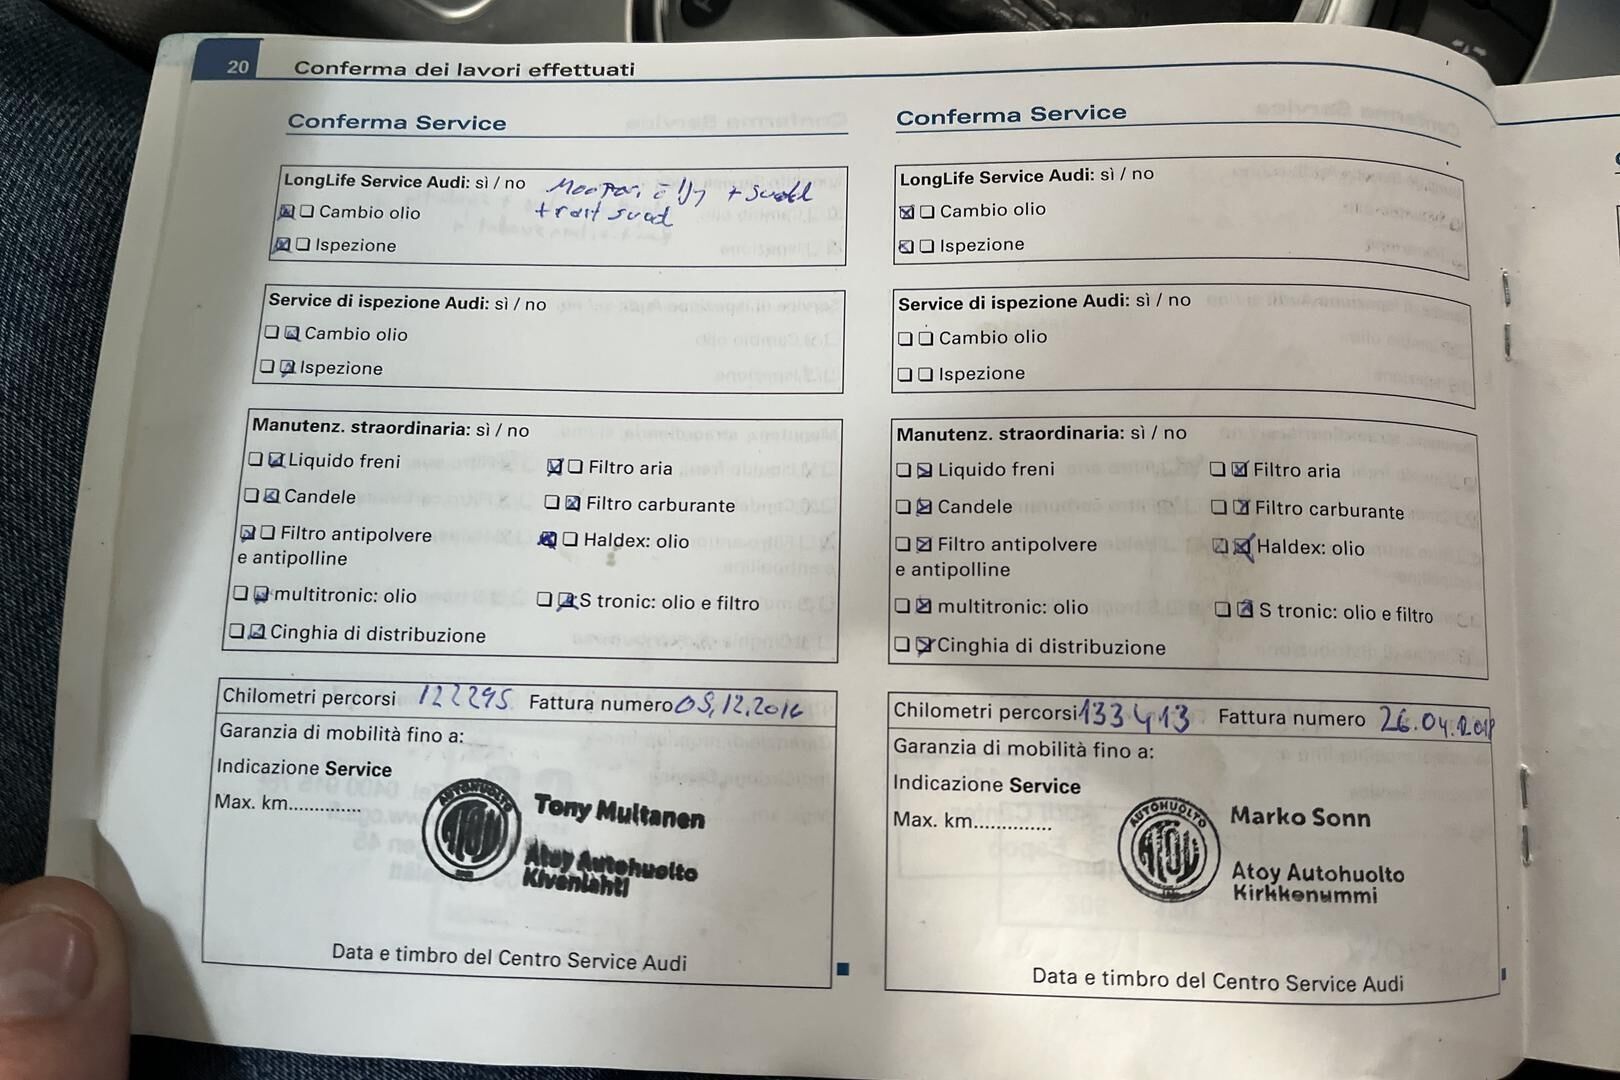 20 Conferma dei lavori effettuati
Conferma Service
LongLife Service Audi: sì / no
+ suod
Cambio olio
Ispezione
Service di ispezione Audi: sì / no
Cambio olio
Ispezione
Manutenz. straordinaria: sì / no
Liquido freni
Filtro aria
Candele
Filtro carburante
Filtro antipolvere
e antipolline
Haldex: olio
multitronic: olio
S tronic: olio e filtro
Cinghia di distribuzione
Chilometri percorsi 122295 Fattura numero
Garanzia di mobilità fino a:
Indicazione Service
Max. km..............
AUTOHUOLTO
ATOY
Tony Multanen
Atoy Autohuolto
Kivenlahti
Data e timbro del Centro Service Audi
Conferma Service
LongLife Service Audi: sì / no
Cambio olio
Ispezione
Service di ispezione Audi: sì / no
Cambio olio
Ispezione
Manutenz. straordinaria: sì / no
Liquido freni
Filtro aria
Candele
Filtro carburante
Filtro antipolvere
e antipolline
Haldex: olio
multitronic: olio
S tronic: olio e filtro
Cinghia di distribuzione
Chilometri percorsi 133413 Fattura numero 26.04.2018
Garanzia di mobilità fino a:
Indicazione Service
Max. km..............
AUTOHUOLTO
ATOY
Marko Sonn
Atoy Autohuolto
Kirkkonummi
Data e timbro del Centro Service Audi